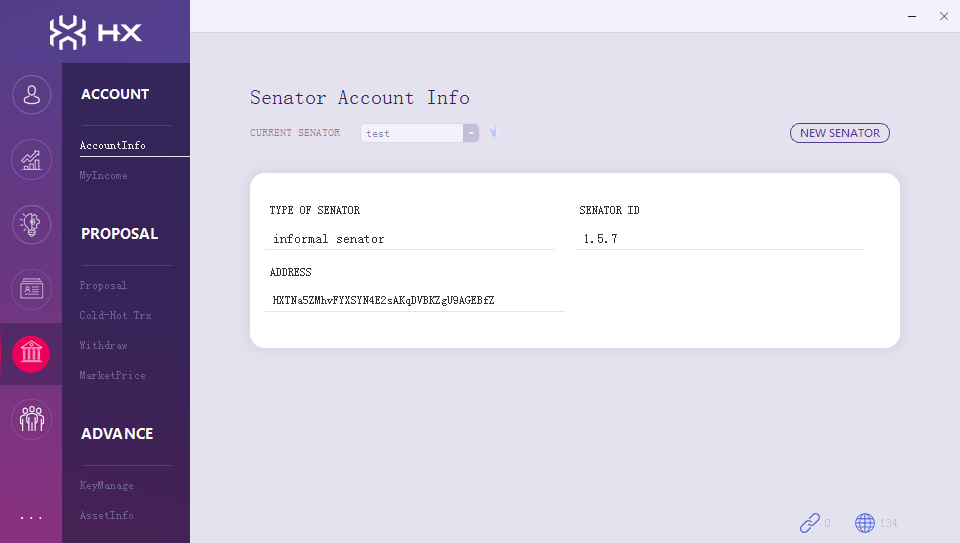 HX
ACCOUNT
AccountInfo
MyIncome
PROPOSAL
Proposal
Cold-Hot Trx
Withdraw
MarketPrice
ADVANCE
KeyManage
AssetInfo
...
Senator Account Info
CURRENT SENATOR test NEW SENATOR
TYPE OF SENATOR SENATOR ID
informal senator 1.5.7
ADDRESS
HXTNa5ZMhvFYXSYN4E2sAKqDVBKZgU9AGEBfZ
0 134